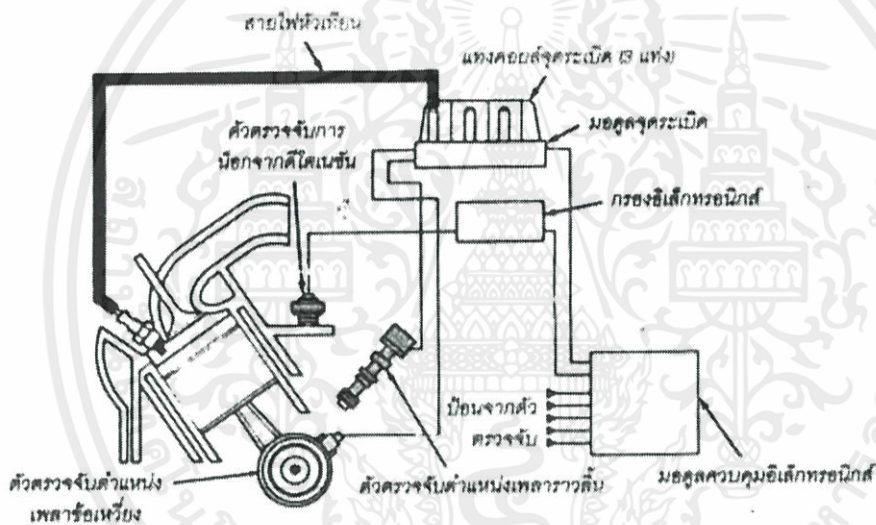 สายไฟหัวเทียน
แทงคอยล์จุดระเบิด (3 แท่ง)
มอดูลจุดระเบิด
ตัวตรวจจับการ
น็อกจากดีโตเนชัน
กรองอิเล็กทรอนิกส์
ป้อนจากตัว
ตรวจจับ
ตัวตรวจจับตำแหน่ง
เพลาข้อเหวี่ยง
ตัวตรวจจับตำแหน่งเพลาราวลิ้น
มอดูลควบคุมอิเล็กทรอนิกส์